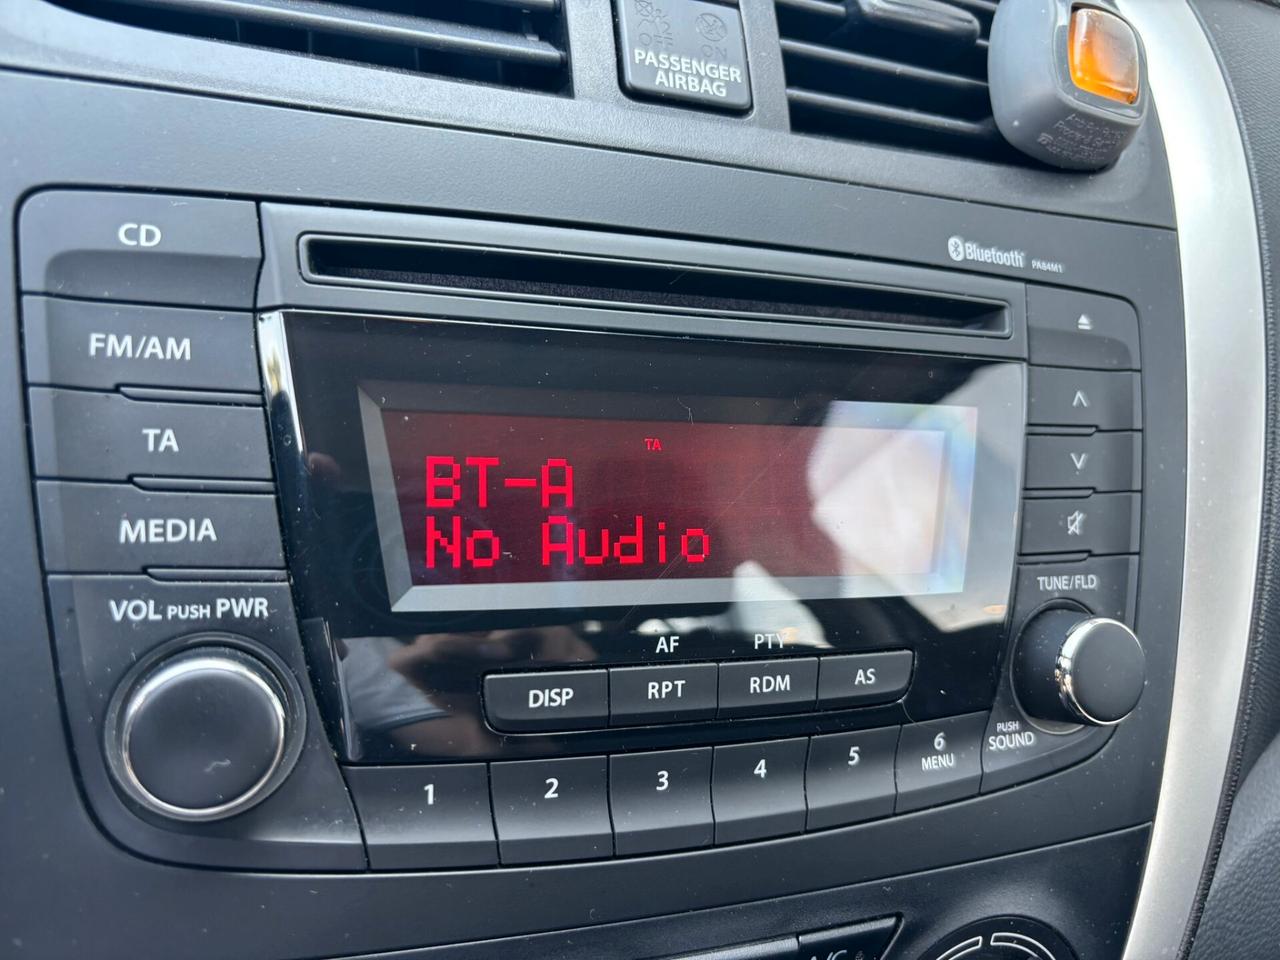 OFF ON
PASSENGER
AIRBAG
CD
Bluetooth PA84M1
FM/AM
TA
MEDIA
TA
BT-A
No Audio
VOL PUSH PWR
TUNE/FLD
AF PTY
DISP RPT RDM AS
PUSH
SOUND
1 2 3 4 5 6
MENU
A/C